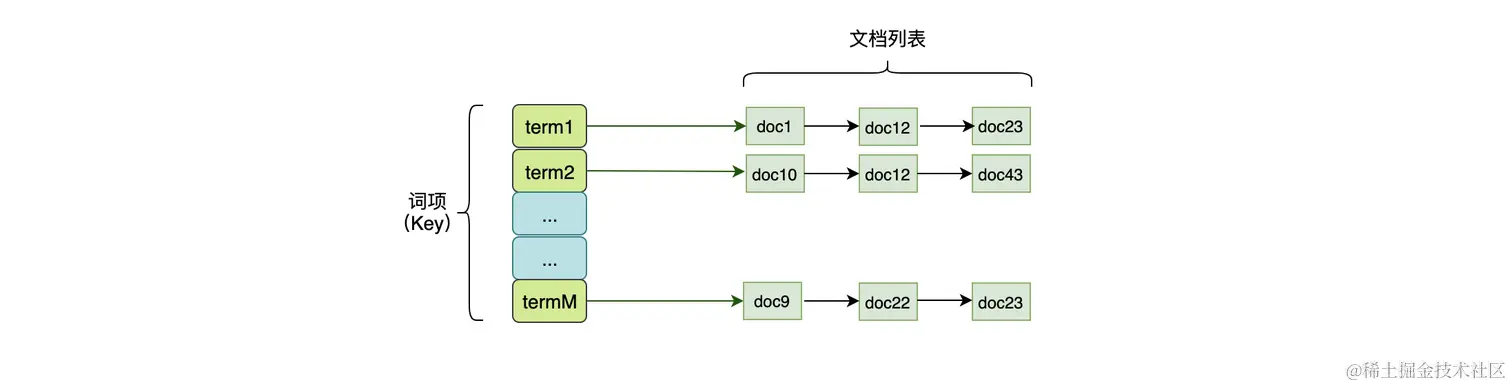 文档列表
term1
doc1
doc12
doc23
term2
doc10
doc12
doc43
词项
（Key）
...
...
termM
doc9
doc22
doc23
@稀土掘金技术社区